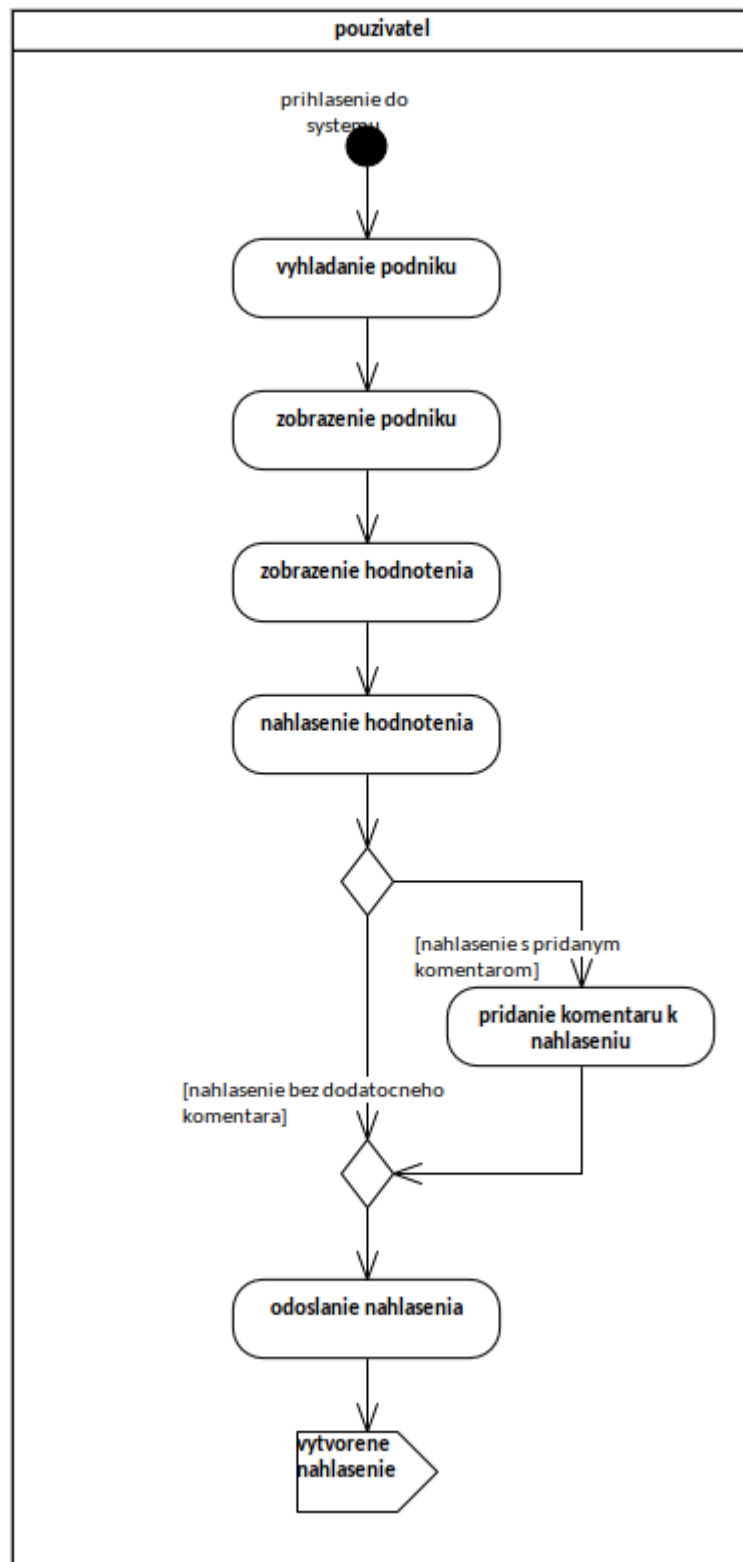 pouzivatel
prihlasenie do
systemu
vyhladanie podniku
zobrazenie podniku
zobrazenie hodnotenia
nahlasenie hodnotenia
[nahlasenie s pridanym
komentarom]
pridanie komentaru k
nahlaseniu
[nahlasenie bez dodatocneho
komentara]
odoslanie nahlasenia
vytvorene
nahlasenie